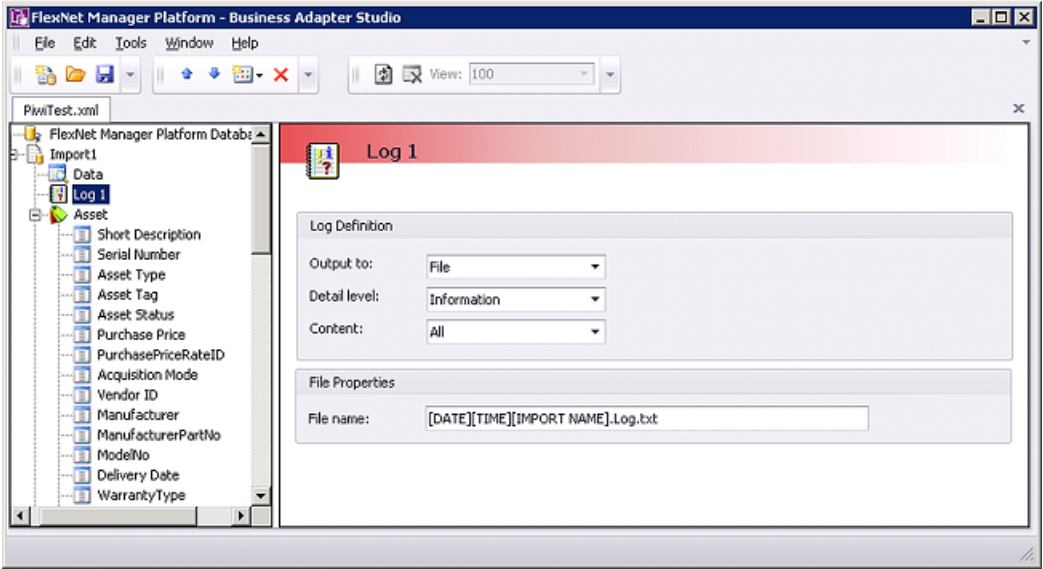 FlexNet Manager Platform - Business Adapter Studio
File Edit Tools Window Help
View: 100
PiwiTest.xml
FlexNet Manager Platform Databa
Import1
Data
Log 1
Asset
Short Description
Serial Number
Asset Type
Asset Tag
Asset Status
Purchase Price
PurchasePriceRateID
Acquisition Mode
Vendor ID
Manufacturer
ManufacturerPartNo
ModelNo
Delivery Date
WarrantyType
Log 1
Log Definition
Output to: File
Detail level: Information
Content: All
File Properties
File name: [DATE][TIME][IMPORT NAME].Log.txt